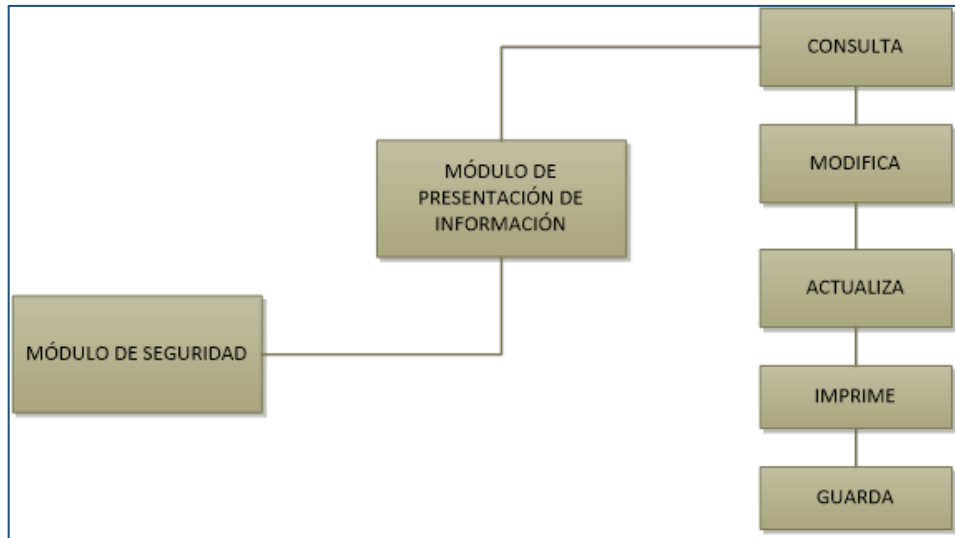 CONSULTA
MODIFICA
MÓDULO DE
PRESENTACIÓN DE
INFORMACIÓN
ACTUALIZA
MÓDULO DE SEGURIDAD
IMPRIME
GUARDA